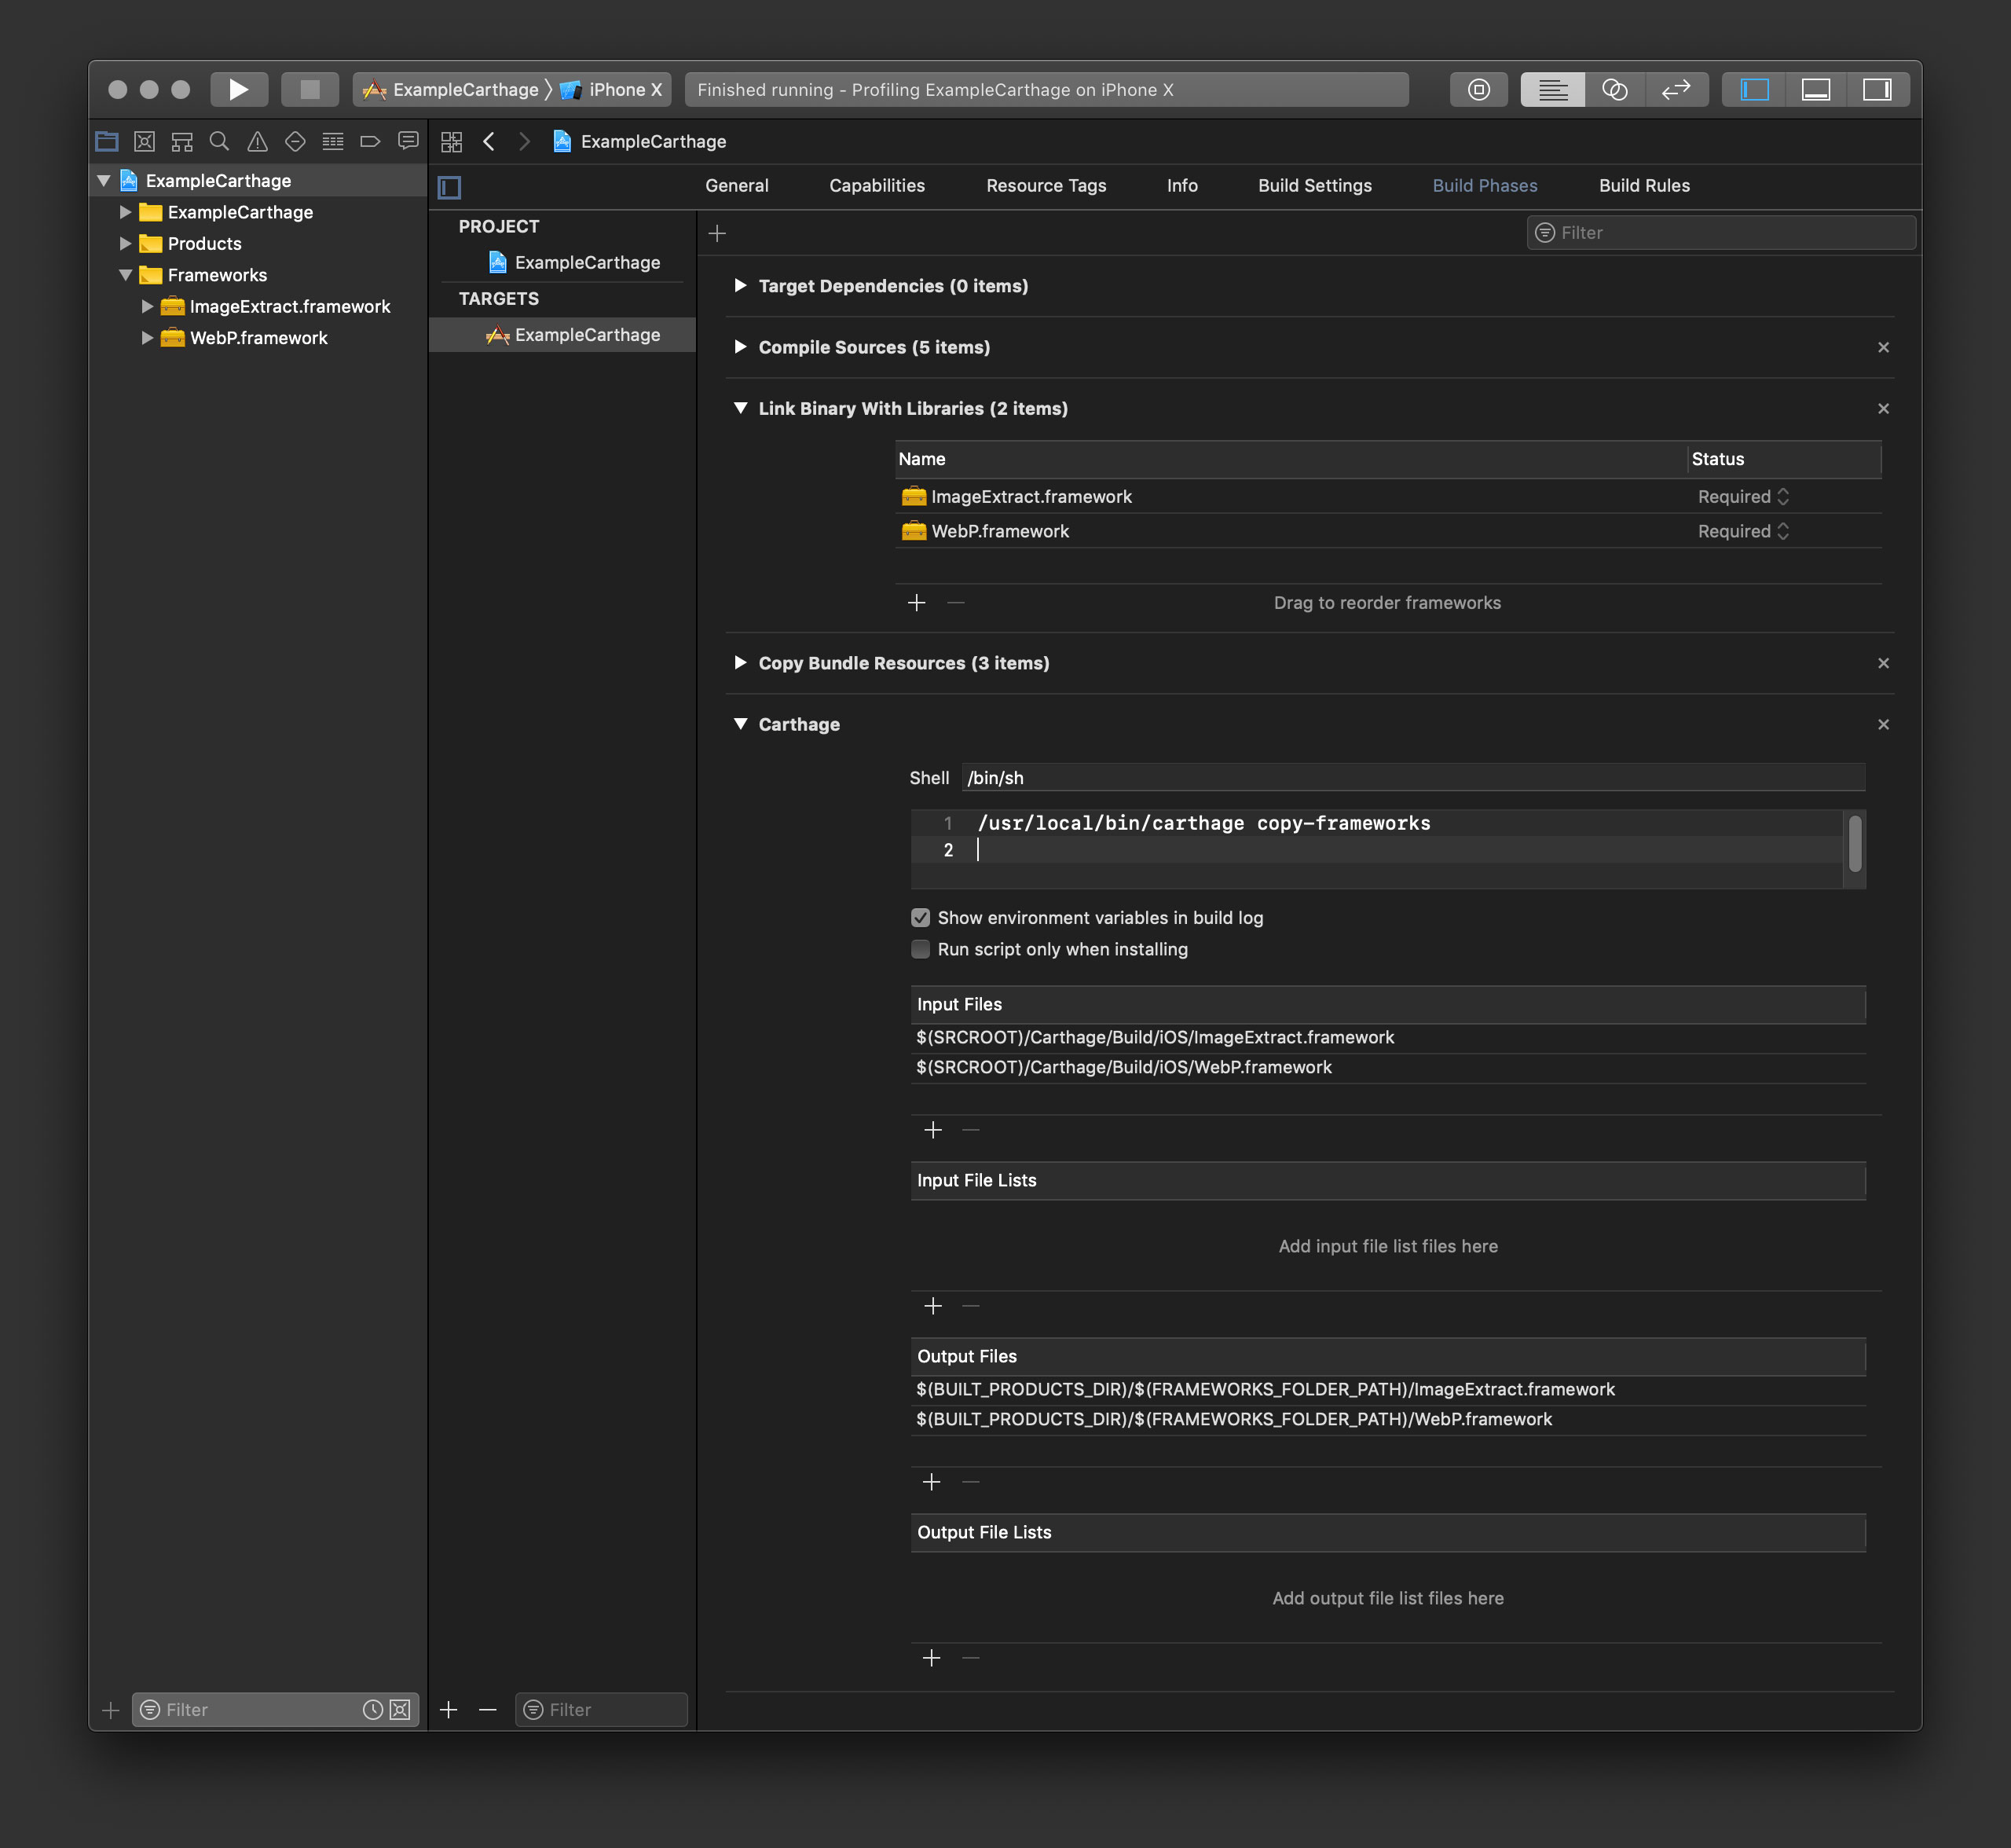 ExampleCarthage iPhone X
Finished running - Profiling ExampleCarthage on iPhone X
ExampleCarthage
ExampleCarthage
Products
Frameworks
ImageExtract.framework
WebP.framework
Filter
ExampleCarthage
General Capabilities Resource Tags Info Build Settings Build Phases Build Rules
PROJECT
ExampleCarthage
TARGETS
ExampleCarthage
Filter
Filter
Target Dependencies (0 items)
Compile Sources (5 items)
Link Binary With Libraries (2 items)
Name Status
ImageExtract.framework Required
WebP.framework Required
Drag to reorder frameworks
Copy Bundle Resources (3 items)
Carthage
Shell /bin/sh
1 /usr/local/bin/carthage copy-frameworks
2
Show environment variables in build log
Run script only when installing
Input Files
$(SRCROOT)/Carthage/Build/iOS/ImageExtract.framework
$(SRCROOT)/Carthage/Build/iOS/WebP.framework
Input File Lists
Add input file list files here
Output Files
$(BUILT_PRODUCTS_DIR)/$(FRAMEWORKS_FOLDER_PATH)/ImageExtract.framework
$(BUILT_PRODUCTS_DIR)/$(FRAMEWORKS_FOLDER_PATH)/WebP.framework
Output File Lists
Add output file list files here